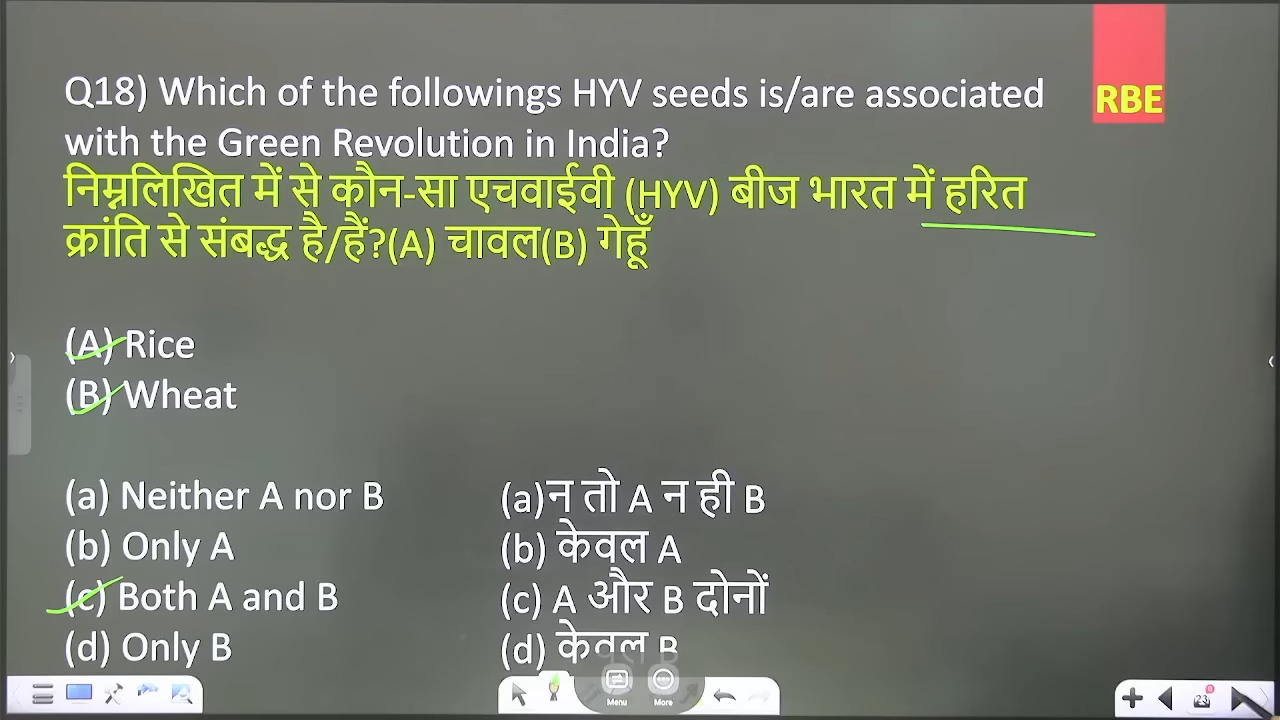 RBE
Q18) Which of the followings HYV seeds is/are associated
with the Green Revolution in India?
निम्नलिखित में से कौन-सा एचवाईवी (HYV) बीज भारत में हरित
क्रांति से संबद्ध है/हैं?(A) चावल(B) गेहूँ
(A) Rice
(B) Wheat
(a) Neither A nor B
(b) Only A
(c) Both A and B
(d) Only B
(a)न तो A न ही B
(b) केवल A
(c) A और B दोनों
(d) केवल B
Menu
More